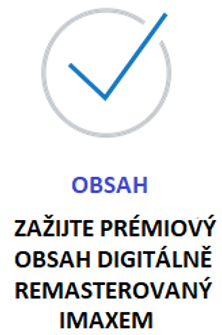 OBSAH
ZAŽIJTE PRÉMIOVÝ
OBSAH DIGITÁLNĚ
REMASTEROVANÝ
IMAXEM